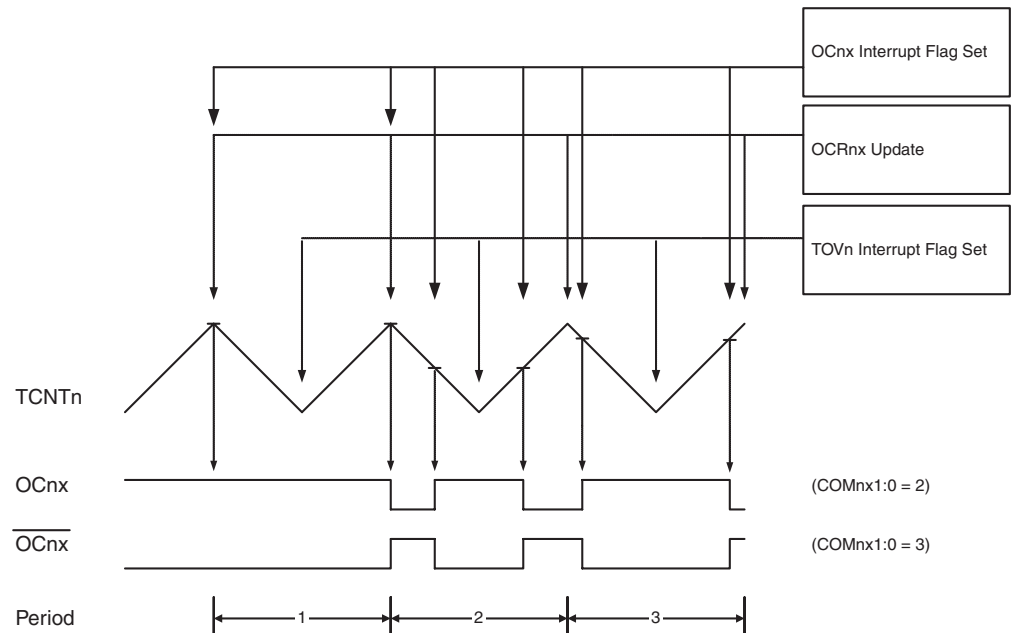 OCnx Interrupt Flag Set
OCRnx Update
TOVn Interrupt Flag Set
TCNTn
OCnx
(COMnx1:0 = 2)
OCnx
(COMnx1:0 = 3)
Period
1
2
3